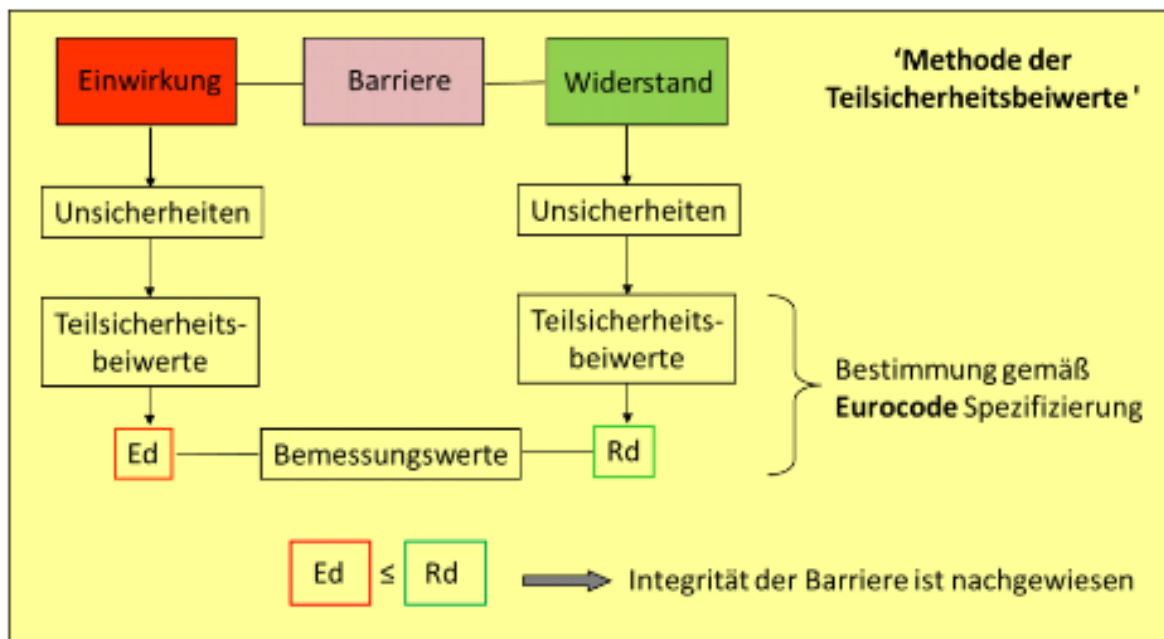 Einwirkung
Barriere
Widerstand
‘Methode der
Teilsicherheitsbeiwerte '
Unsicherheiten
Unsicherheiten
Teilsicherheits-
beiwerte
Teilsicherheits-
beiwerte
Bestimmung gemäß
Eurocode Spezifizierung
Ed
Bemessungswerte
Rd
Ed ≤ Rd
Integrität der Barriere ist nachgewiesen